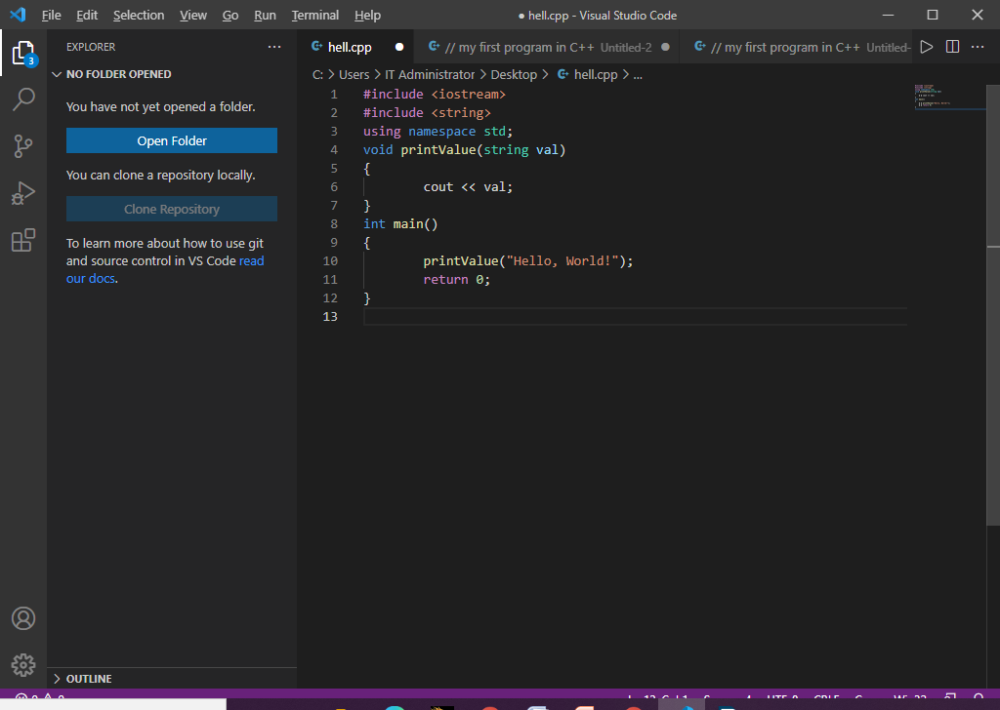 File Edit Selection View Go Run Terminal Help ● hell.cpp - Visual Studio Code
EXPLORER ···
hell.cpp ● // my first program in C++ Untitled-2 ● // my first program in C++ Untitled-
3
NO FOLDER OPENED
C: > Users > IT Administrator > Desktop > hell.cpp > ...
You have not yet opened a folder.
Open Folder
You can clone a repository locally.
Clone Repository
To learn more about how to use git
and source control in VS Code read
our docs.
1 #include <iostream>
2 #include <string>
3 using namespace std;
4 void printValue(string val)
5 {
6 cout << val;
7 }
8 int main()
9 {
10 printValue("Hello, World!");
11 return 0;
12 }
13
OUTLINE